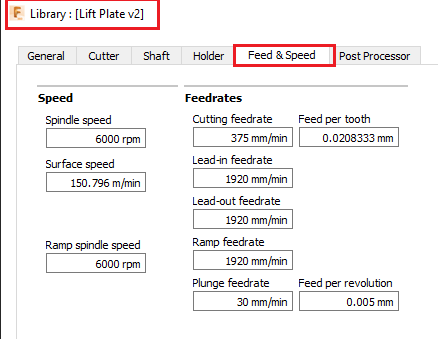 Library : [Lift Plate v2]
General Cutter Shaft Holder Feed & Speed Post Processor
Speed Feedrates
Spindle speed Cutting feedrate Feed per tooth
6000 rpm 375 mm/min 0.0208333 mm
Surface speed Lead-in feedrate
150.796 m/min 1920 mm/min
Lead-out feedrate
1920 mm/min
Ramp spindle speed Ramp feedrate
6000 rpm 1920 mm/min
Plunge feedrate Feed per revolution
30 mm/min 0.005 mm